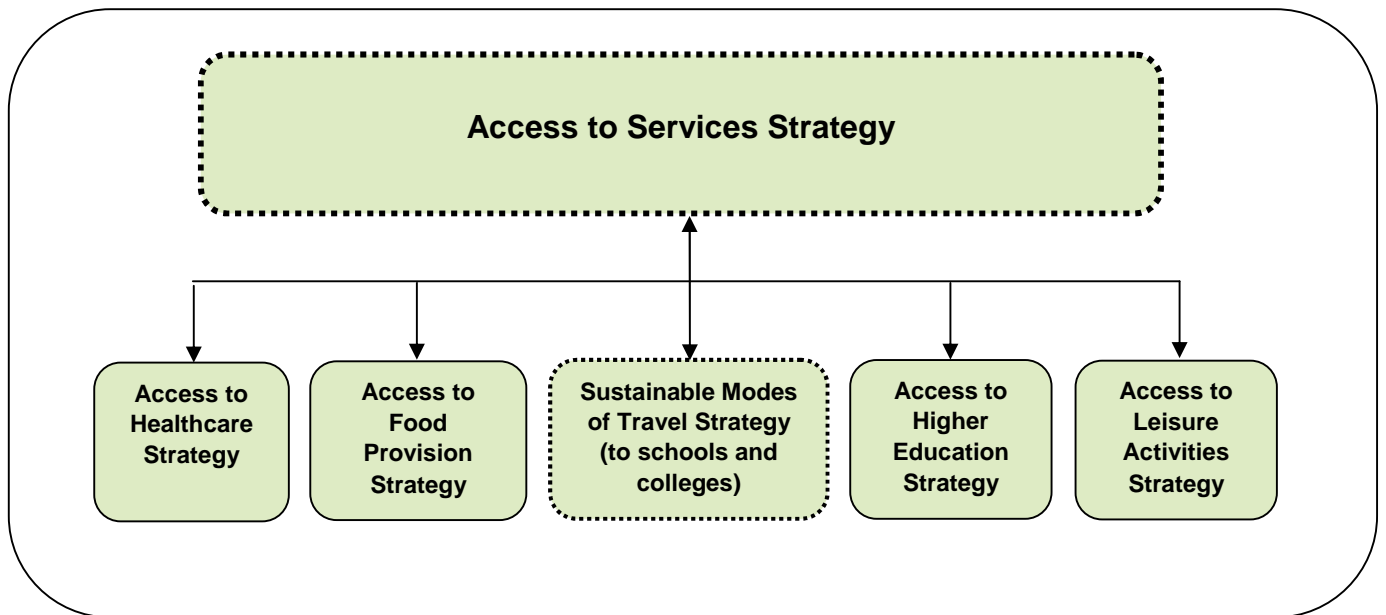 Access to Services Strategy
Access to
Healthcare
Strategy
Access to
Food
Provision
Strategy
Sustainable Modes
of Travel Strategy
(to schools and
colleges)
Access to
Higher
Education
Strategy
Access to
Leisure
Activities
Strategy